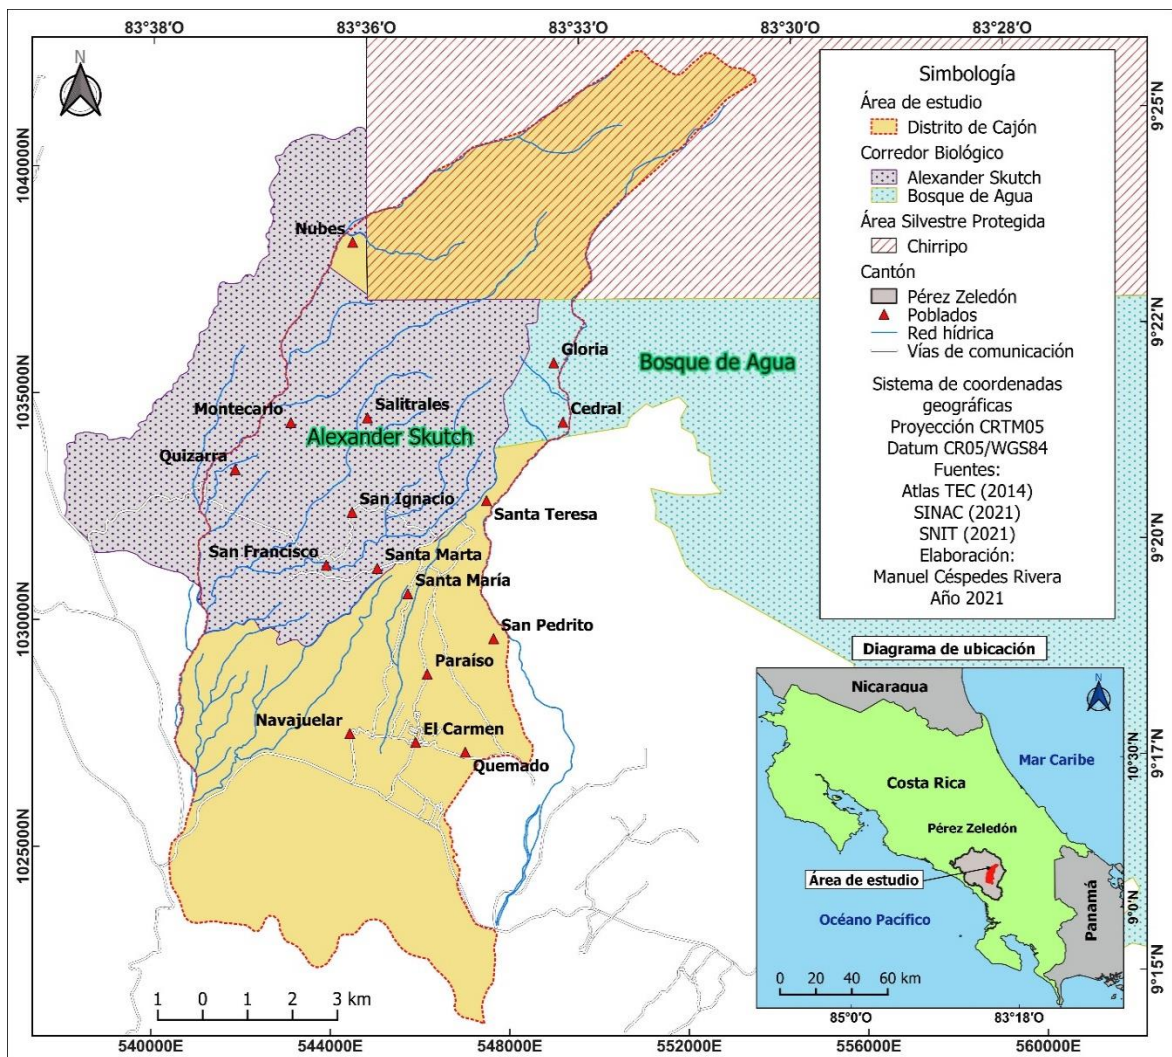 83°38'O
83°36'O
83°33'O
83°30'O
83°28'O
N
Simbología
Área de estudio
Distrito de Cajón
Corredor Biológico
Alexander Skutch
Bosque de Agua
Área Silvestre Protegida
Chirripo
Cantón
Pérez Zeledón
Poblados
Red hídrica
Vías de comunicación
Sistema de coordenadas
geográficas
Proyección CRTM05
Datum CR05/WGS84
Fuentes:
Atlas TEC (2014)
SINAC (2021)
SNIT (2021)
Elaboración:
Manuel Céspedes Rivera
Año 2021
9°25'N
9°22'N
9°20'N
9°17'N
9°15'N
1040000N
1035000N
1030000N
1025000N
Nubes
Gloria
Bosque de Agua
Cedral
Montecarlo
Salitrales
Alexander Skutch
Quizarra
San Ignacio
Santa Teresa
San Francisco
Santa Marta
Santa María
San Pedrito
Paraíso
Navajuelar
El Carmen
Quemado
1 0 1 2 3 km
540000E
544000E
548000E
552000E
556000E
560000E
Diagrama de ubicación
N
Nicaragua
Mar Caribe
Costa Rica
Pérez Zeledón
Área de estudio
Océano Pacífico
Panamá
0 20 40 60 km
10°30'N
9°0'N
85°0'O
83°18'O